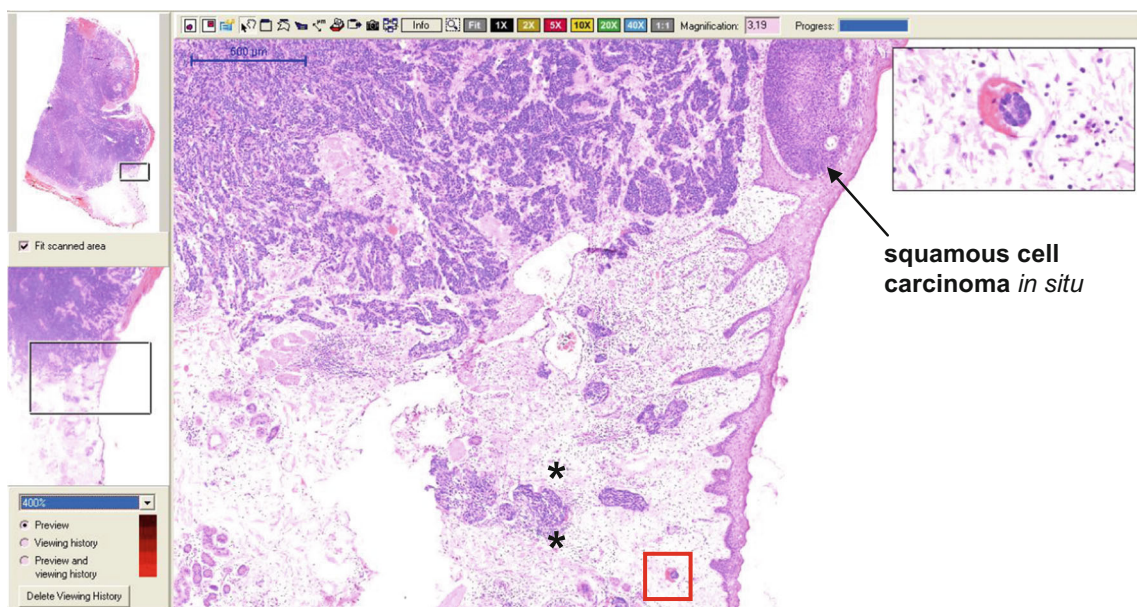 Fit 1X 2X 5X 10X 20X 40X 1:1 Info Magnification: 3.19 Progress:
600 µm
Fit scanned area
squamous cell
carcinoma in situ
*
*
400%
Preview
Viewing history
Preview and
viewing history
Delete Viewing History